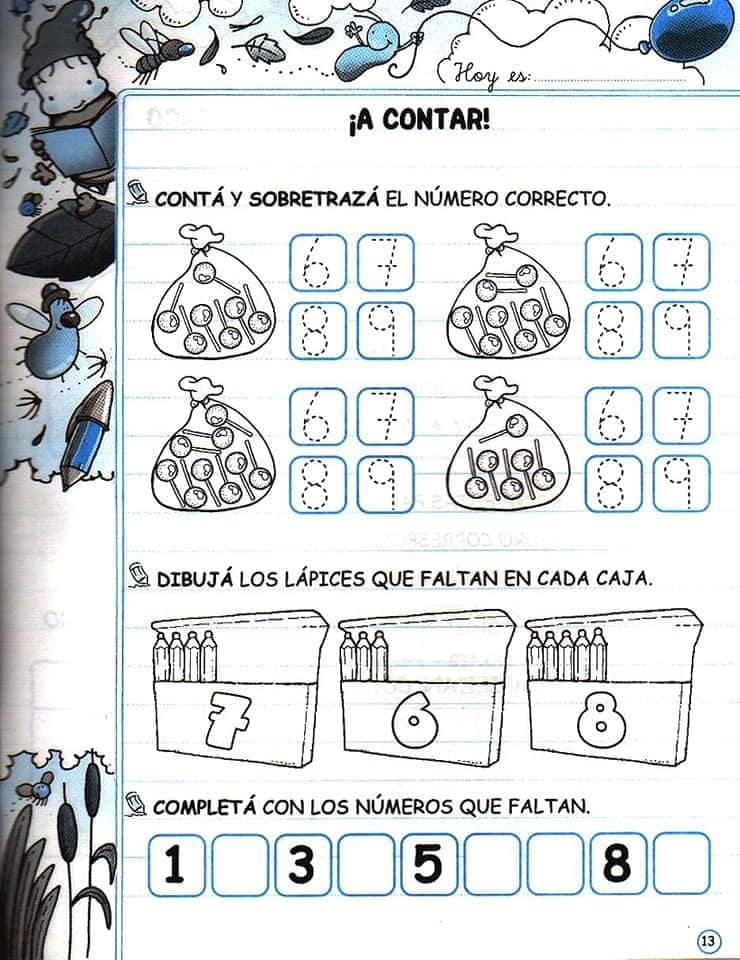 Hoy es:
¡A CONTAR!
CONTÁ Y SOBRETRAZÁ EL NÚMERO CORRECTO.
6 7 6 7
8 9 8 9
6 7 6 7
8 9 8 9
DIBUJÁ LOS LÁPICES QUE FALTAN EN CADA CAJA.
7 6 8
COMPLETÁ CON LOS NÚMEROS QUE FALTAN.
1 3 5 8
13